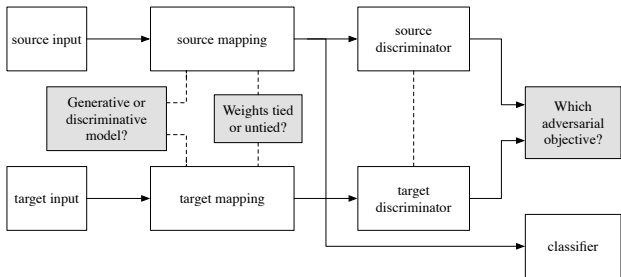 source input
source mapping
source
discriminator
Generative or
discriminative
model?
Weights tied
or untied?
Which
adversarial
objective?
target input
target mapping
target
discriminator
classifier